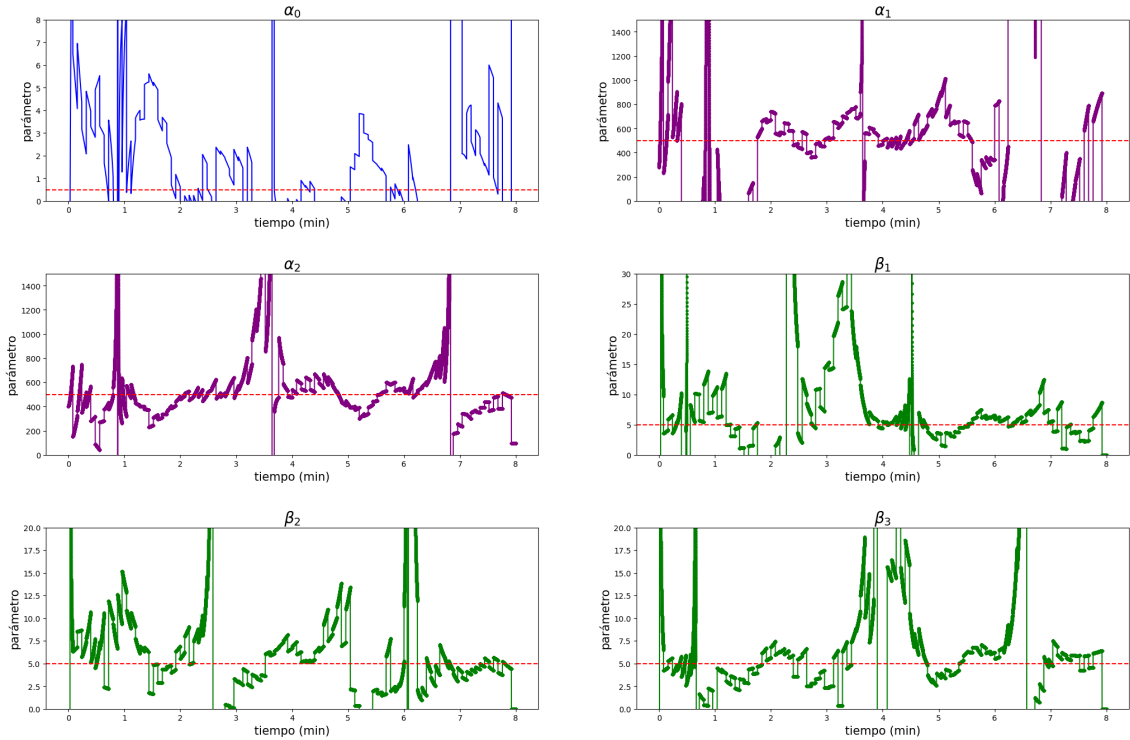 α₀
parámetro
8
7
6
5
4
3
2
1
0
0 1 2 3 4 5 6 7 8
tiempo (min)
α₁
parámetro
1400
1200
1000
800
600
400
200
0
0 1 2 3 4 5 6 7 8
tiempo (min)
α₂
parámetro
1400
1200
1000
800
600
400
200
0
0 1 2 3 4 5 6 7 8
tiempo (min)
β₁
parámetro
30
25
20
15
10
5
0
0 1 2 3 4 5 6 7 8
tiempo (min)
β₂
parámetro
20.0
17.5
15.0
12.5
10.0
7.5
5.0
2.5
0.0
0 1 2 3 4 5 6 7 8
tiempo (min)
β₃
parámetro
20.0
17.5
15.0
12.5
10.0
7.5
5.0
2.5
0.0
0 1 2 3 4 5 6 7 8
tiempo (min)